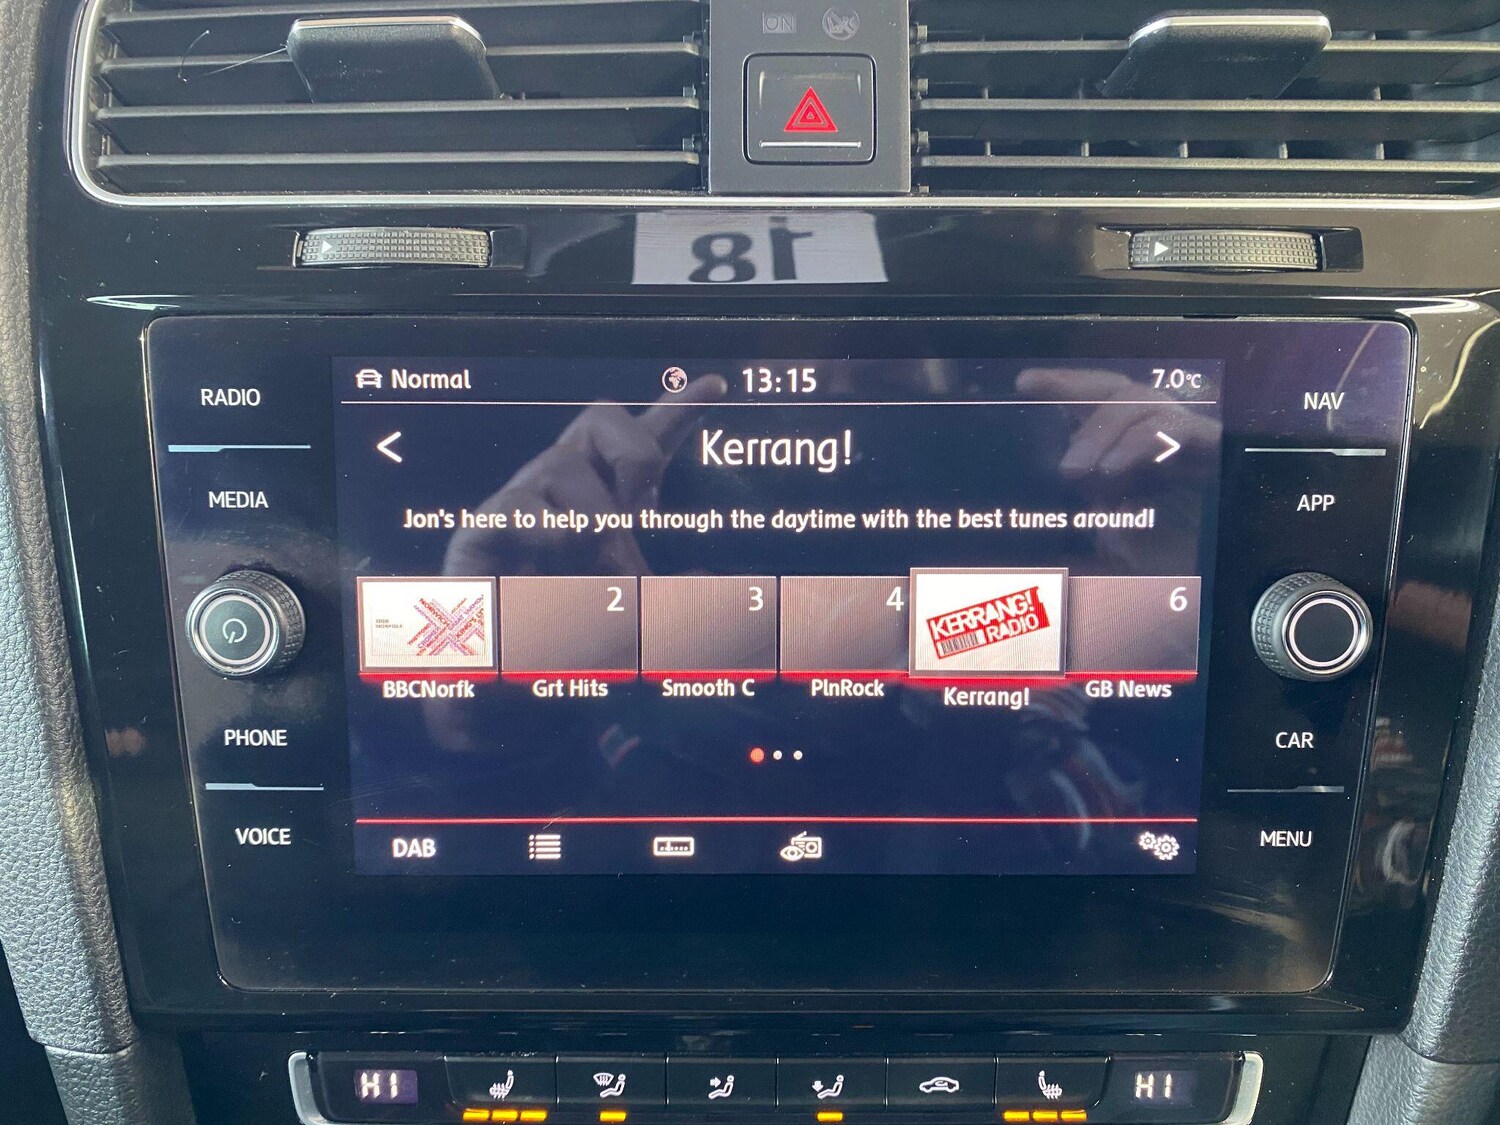 ON
18
Normal 13:15 7.0°C
RADIO
NAV
< Kerrang! >
MEDIA
APP
Jon's here to help you through the daytime with the best tunes around!
2 3 4 6
KERRANG!
RADIO
BBCNorfk Grt Hits Smooth C PlnRock Kerrang! GB News
PHONE
CAR
VOICE
MENU
DAB
HI HI